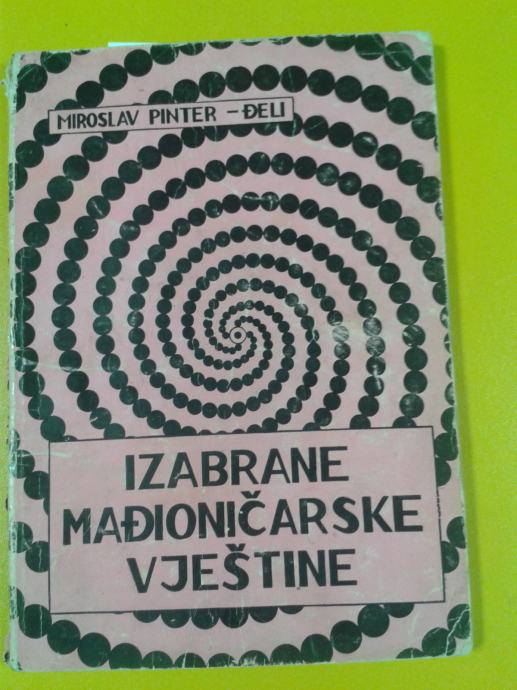 MIROSLAV PINTER – ĐELI
IZABRANE
MAĐIONIČARSKE
VJEŠTINE